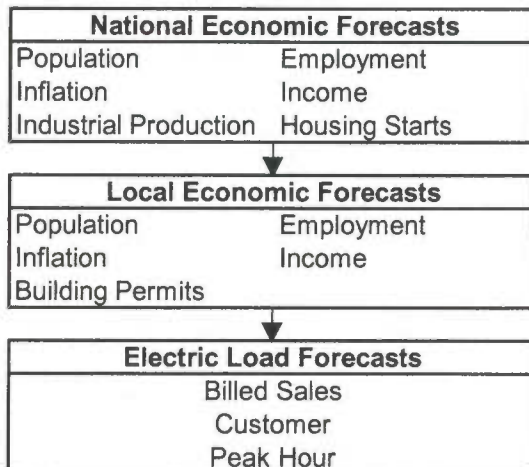 National Economic Forecasts
Population Employment
Inflation Income
Industrial Production Housing Starts
Local Economic Forecasts
Population Employment
Inflation Income
Building Permits
Electric Load Forecasts
Billed Sales
Customer
Peak Hour